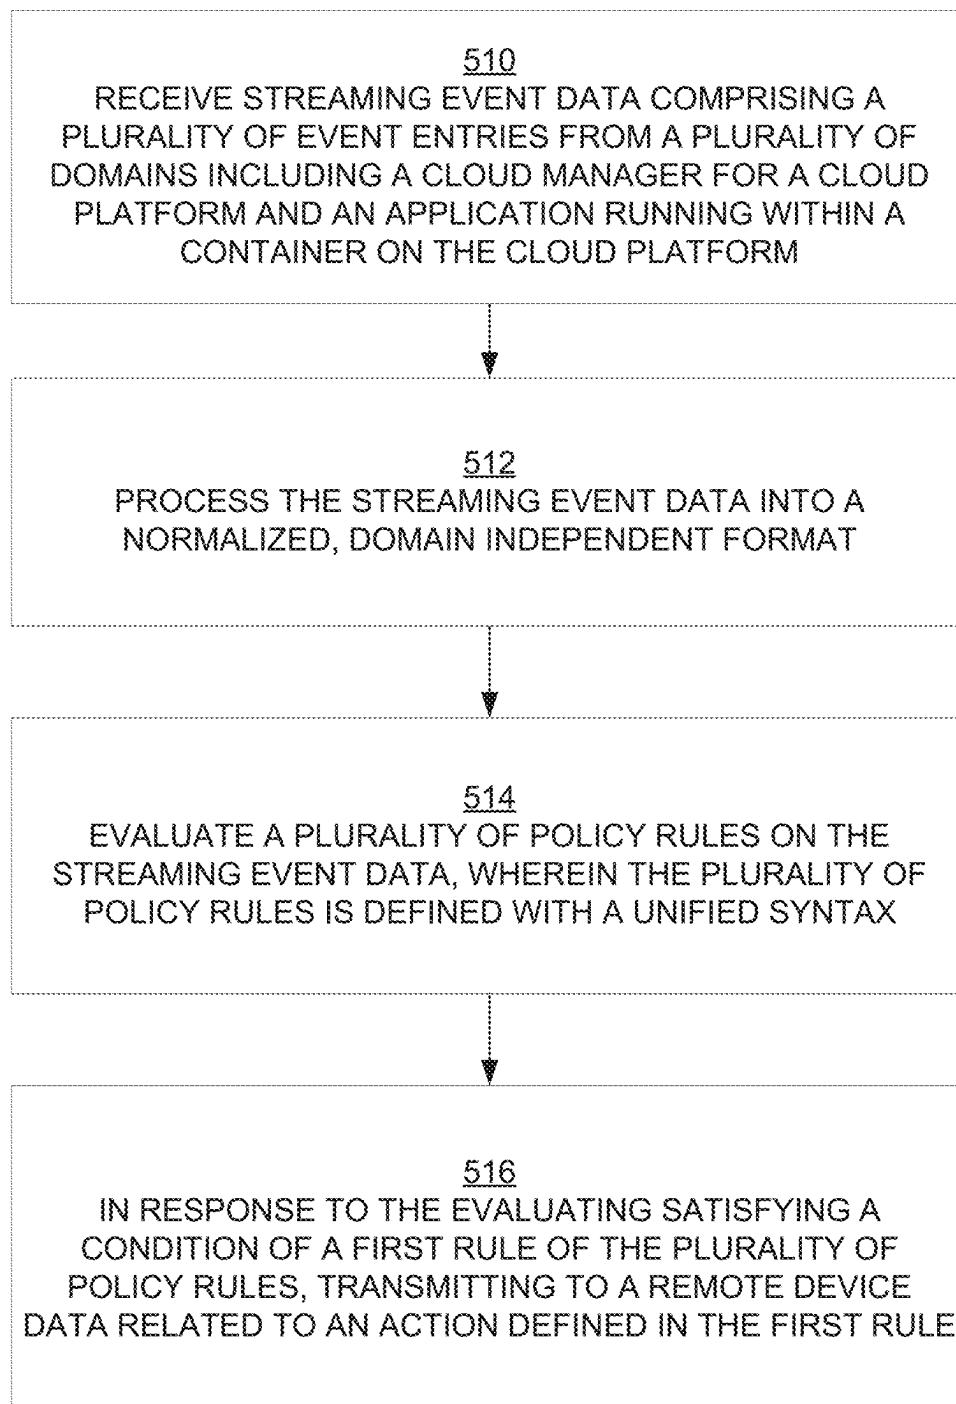 510
RECEIVE STREAMING EVENT DATA COMPRISING A
PLURALITY OF EVENT ENTRIES FROM A PLURALITY OF
DOMAINS INCLUDING A CLOUD MANAGER FOR A CLOUD
PLATFORM AND AN APPLICATION RUNNING WITHIN A
CONTAINER ON THE CLOUD PLATFORM
512
PROCESS THE STREAMING EVENT DATA INTO A
NORMALIZED, DOMAIN INDEPENDENT FORMAT
514
EVALUATE A PLURALITY OF POLICY RULES ON THE
STREAMING EVENT DATA, WHEREIN THE PLURALITY OF
POLICY RULES IS DEFINED WITH A UNIFIED SYNTAX
516
IN RESPONSE TO THE EVALUATING SATISFYING A
CONDITION OF A FIRST RULE OF THE PLURALITY OF
POLICY RULES, TRANSMITTING TO A REMOTE DEVICE
DATA RELATED TO AN ACTION DEFINED IN THE FIRST RULE